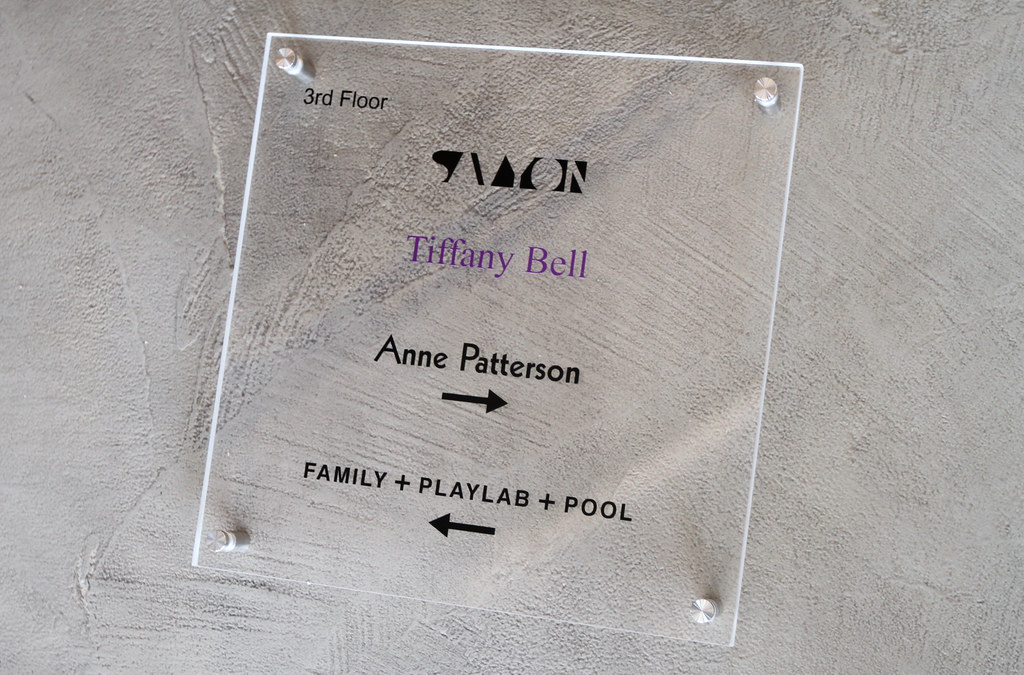 3rd Floor
Tiffany Bell
Anne Patterson
→
FAMILY + PLAYLAB + POOL
←